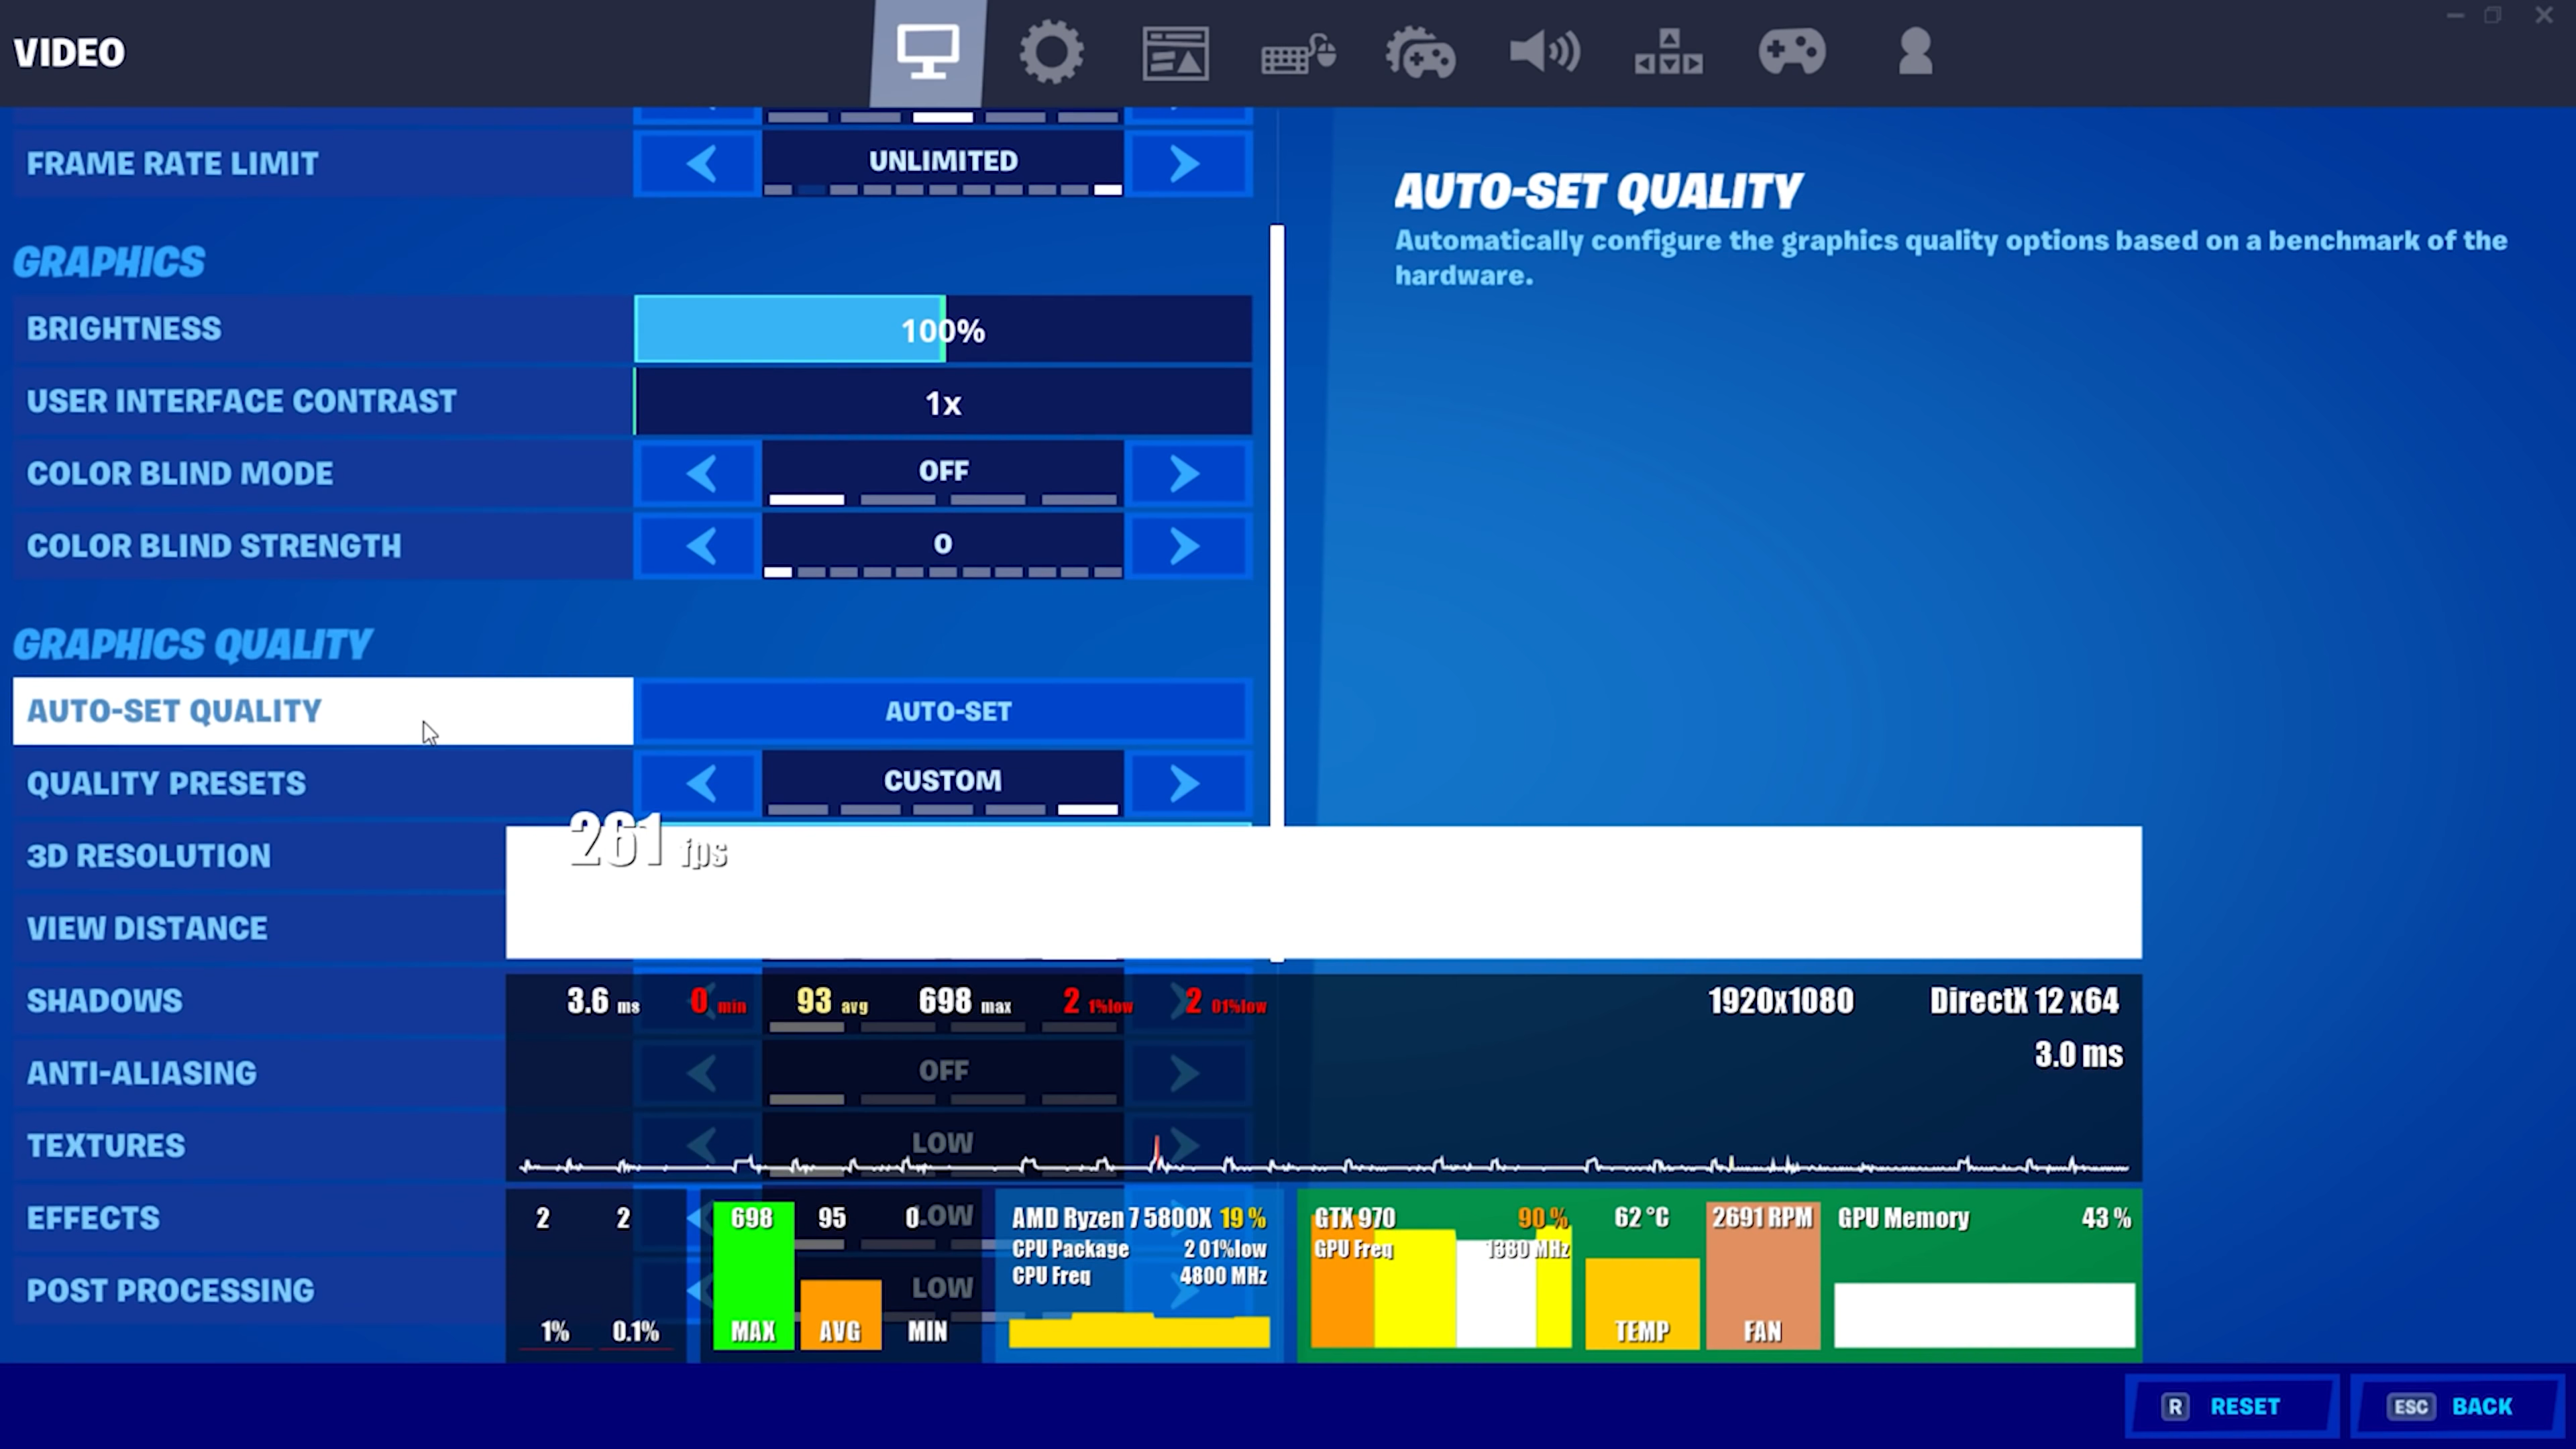 VIDEO
FRAME RATE LIMIT
UNLIMITED
GRAPHICS
BRIGHTNESS
100%
USER INTERFACE CONTRAST
1x
COLOR BLIND MODE
OFF
COLOR BLIND STRENGTH
0
GRAPHICS QUALITY
AUTO-SET QUALITY
AUTO-SET
QUALITY PRESETS
CUSTOM
3D RESOLUTION
VIEW DISTANCE
SHADOWS
ANTI-ALIASING
OFF
TEXTURES
LOW
EFFECTS
LOW
POST PROCESSING
LOW
AUTO-SET QUALITY
Automatically configure the graphics quality options based on a benchmark of the
hardware.
261 fps
3.6 ms 0 min 93 avg 698 max 2 1%low 2 01%low 1920x1080 DirectX 12 x64
3.0 ms
2 2
1% 0.1%
698 95 0
MAX AVG MIN
AMD Ryzen 7 5800X 19 %
CPU Package 2 01%low
CPU Freq 4800 MHz
GTX 970 90 %
GPU Freq 1380 MHz
62 °C
TEMP
2691 RPM
FAN
GPU Memory 43 %
R RESET
ESC BACK